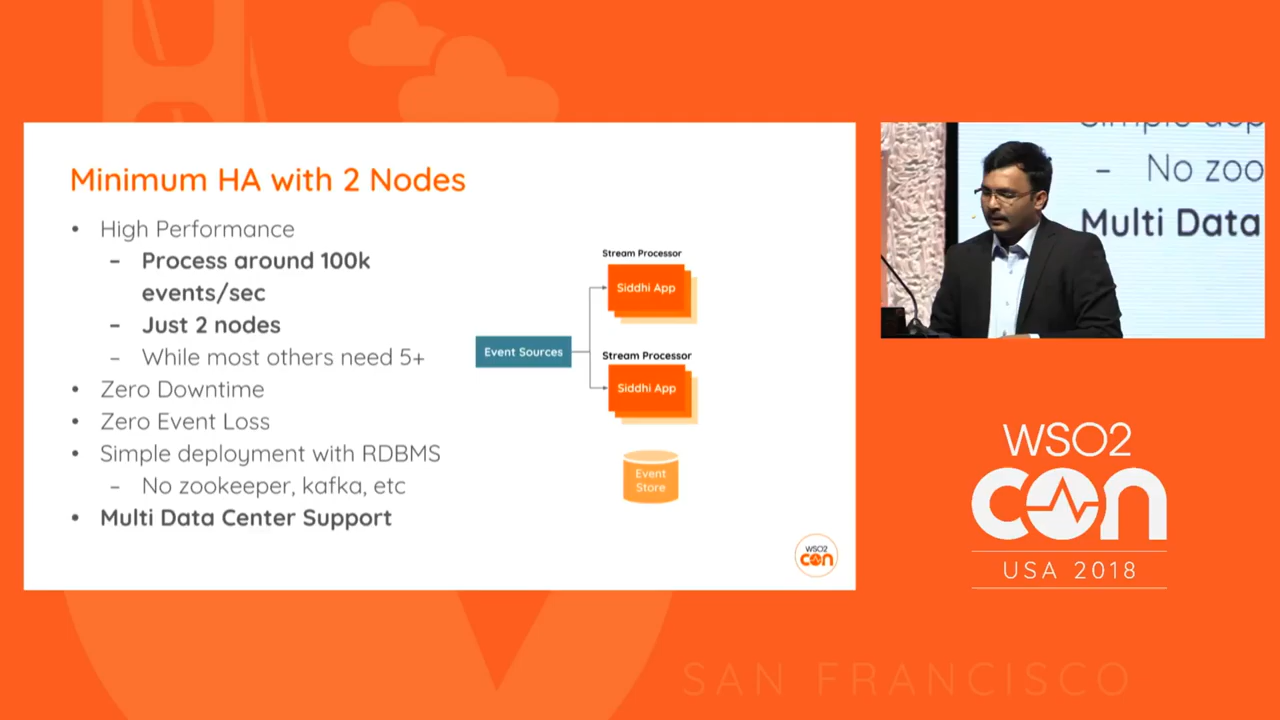 Minimum HA with 2 Nodes
• High Performance
– Process around 100k
events/sec
– Just 2 nodes
– While most others need 5+
• Zero Downtime
• Zero Event Loss
• Simple deployment with RDBMS
– No zookeeper, kafka, etc
• Multi Data Center Support
Event Sources
Stream Processor
Siddhi App
Stream Processor
Siddhi App
Event
Store
WSO2
con
– No zoo
Multi Data
WSO2
con
USA 2018
SAN FRANCISCO